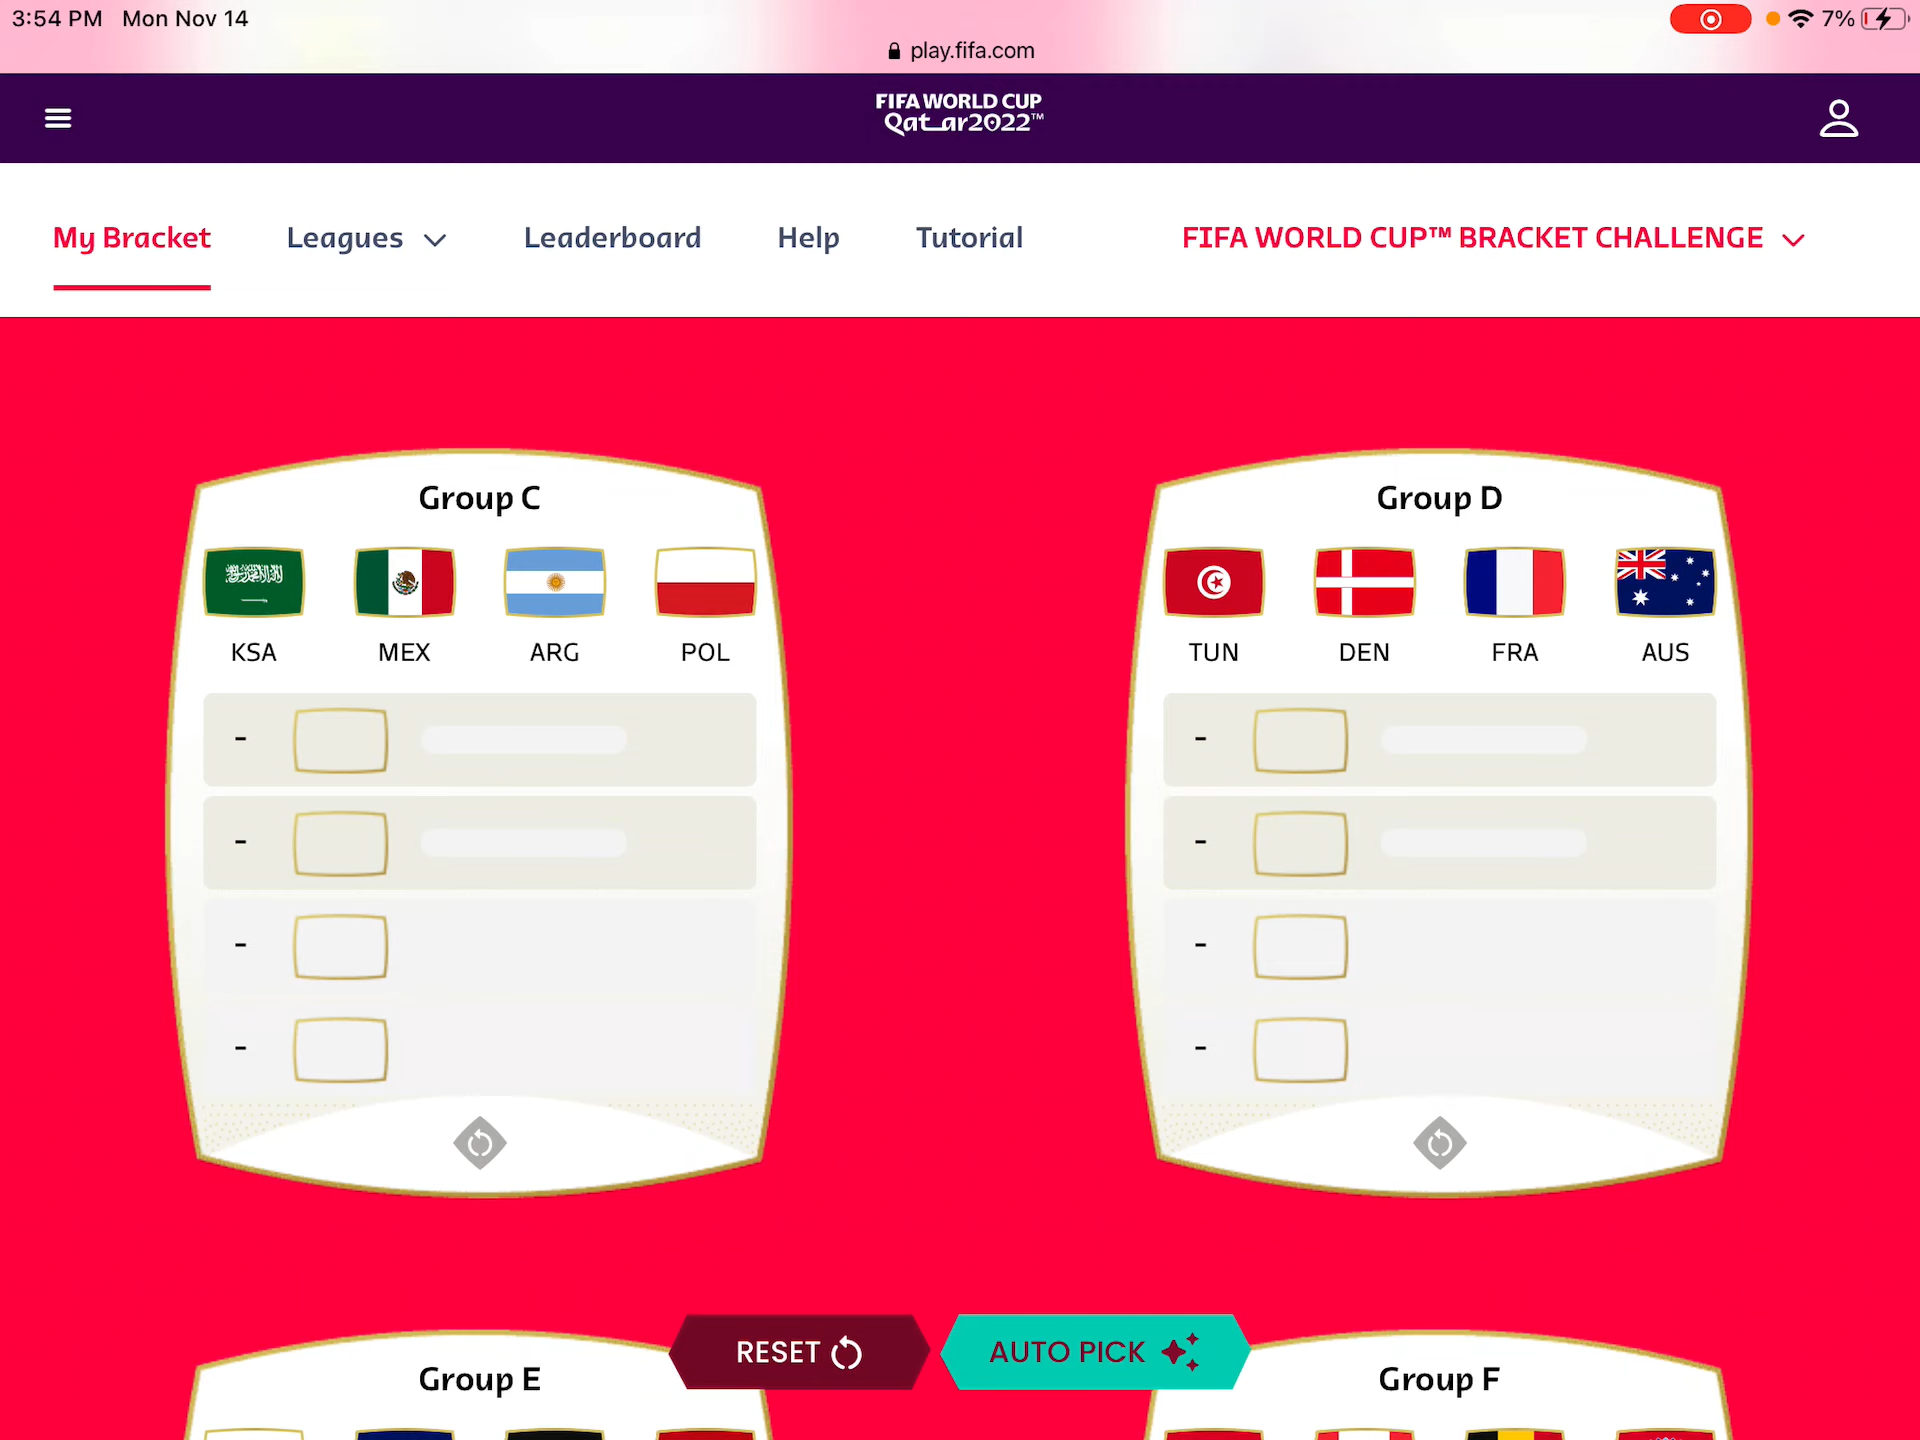 3:54 PM Mon Nov 14
7%
play.fifa.com
FIFA WORLD CUP
Qatar2022™
My Bracket Leagues Leaderboard Help Tutorial FIFA WORLD CUP™ BRACKET CHALLENGE
Group C
KSA MEX ARG POL
-
-
-
-
Group D
TUN DEN FRA AUS
-
-
-
-
RESET AUTO PICK
Group E
Group F